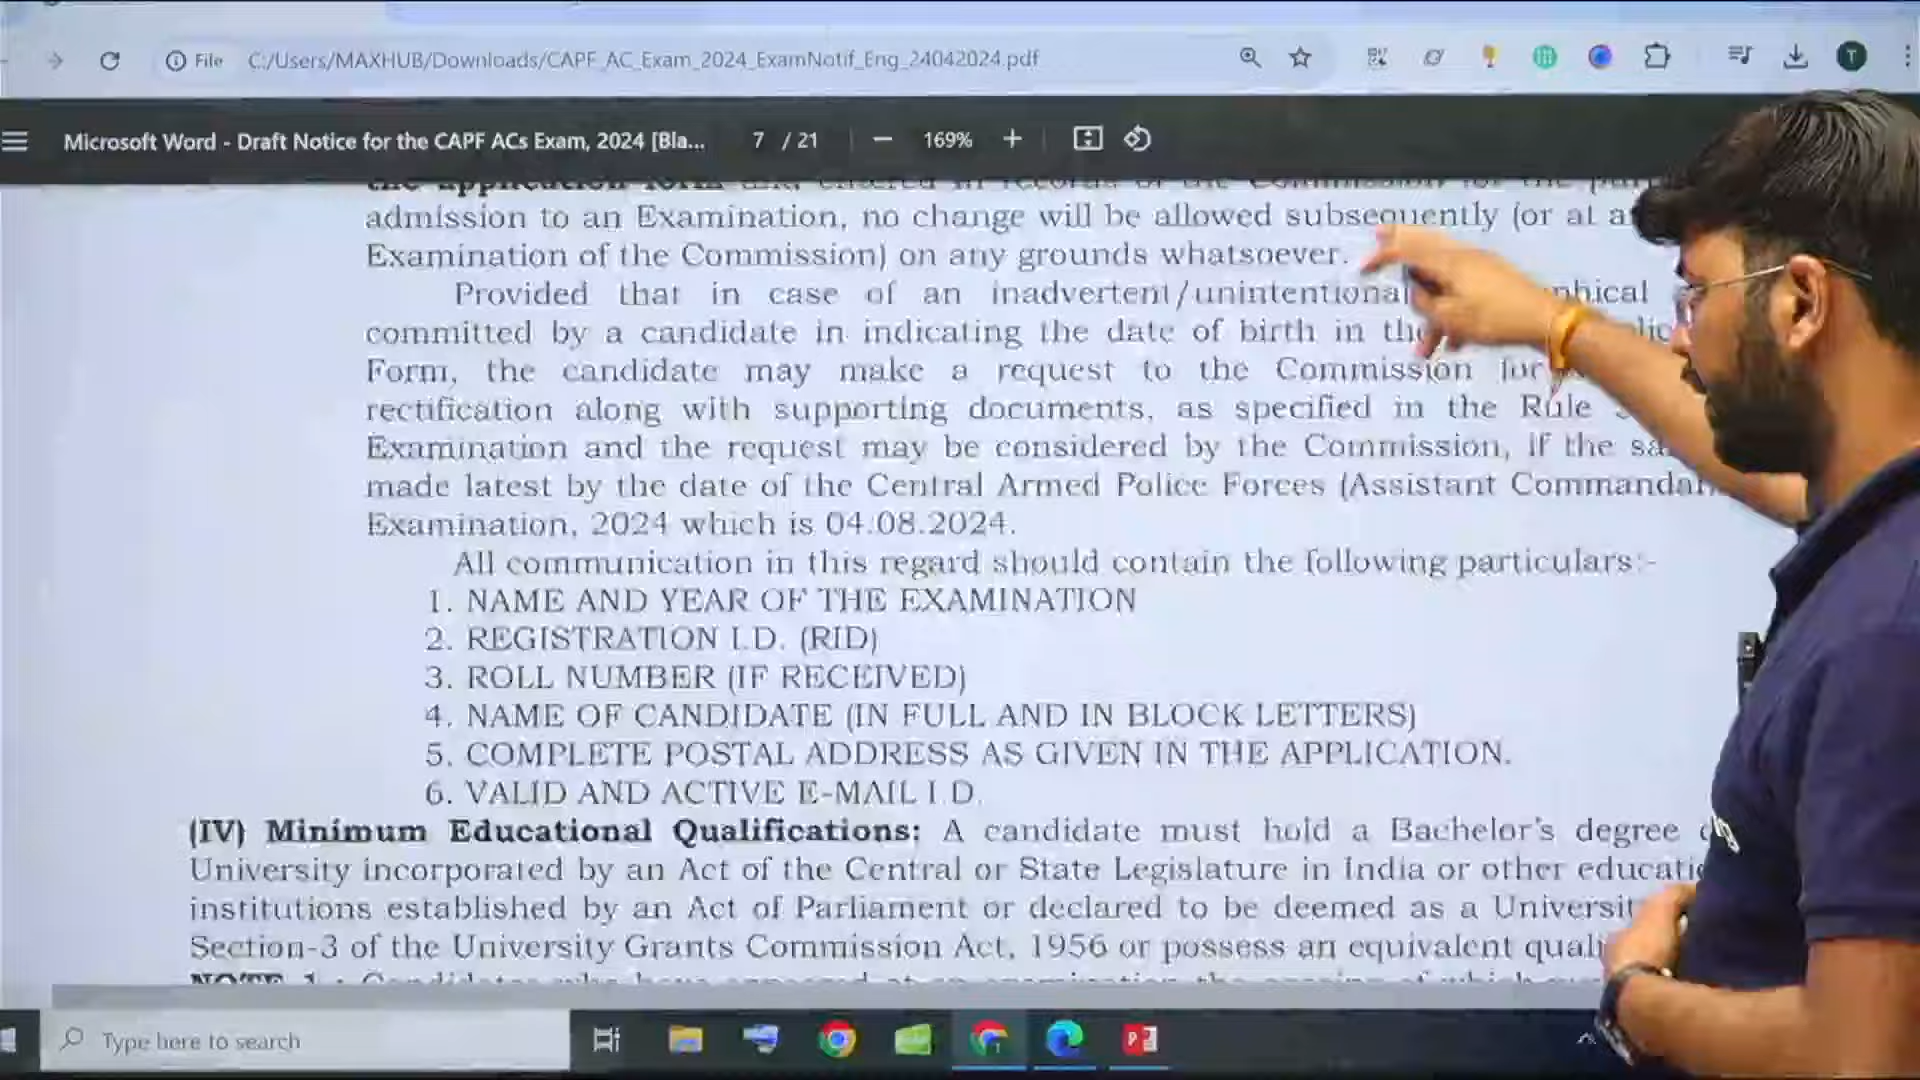 File C:/Users/MAXHUB/Downloads/CAPF_AC_Exam_2024_ExamNotif_Eng_24042024.pdf
T
Microsoft Word - Draft Notice for the CAPF ACs Exam, 2024 [Bla... 7 / 21 169%
admission to an Examination, no change will be allowed subsequently (or at a
Examination of the Commission) on any grounds whatsoever.
Provided that in case of an inadvertent/unintentional
committed by a candidate in indicating the date of birth in the
Form, the candidate may make a request to the Commission for
rectification along with supporting documents, as specified in the Rule
Examination and the request may be considered by the Commission, if the
made latest by the date of the Central Armed Police Forces (Assistant
Examination, 2024 which is 04.08.2024.
All communication in this regard should contain the following particulars:-
1. NAME AND YEAR OF THE EXAMINATION
2. REGISTRATION I.D. (RID)
3. ROLL NUMBER (IF RECEIVED)
4. NAME OF CANDIDATE (IN FULL AND IN BLOCK LETTERS)
5. COMPLETE POSTAL ADDRESS AS GIVEN IN THE APPLICATION.
6. VALID AND ACTIVE E-MAIL I.D.
(IV) Minimum Educational Qualifications: A candidate must hold a Bachelor's degree
University incorporated by an Act of the Central or State Legislature in India or other
institutions established by an Act of Parliament or declared to be deemed as a
Section-3 of the University Grants Commission Act, 1956 or possess an equivalent
Type here to search